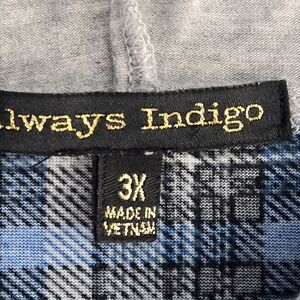 lways Indigo
3X
MADE IN
VIETNAM